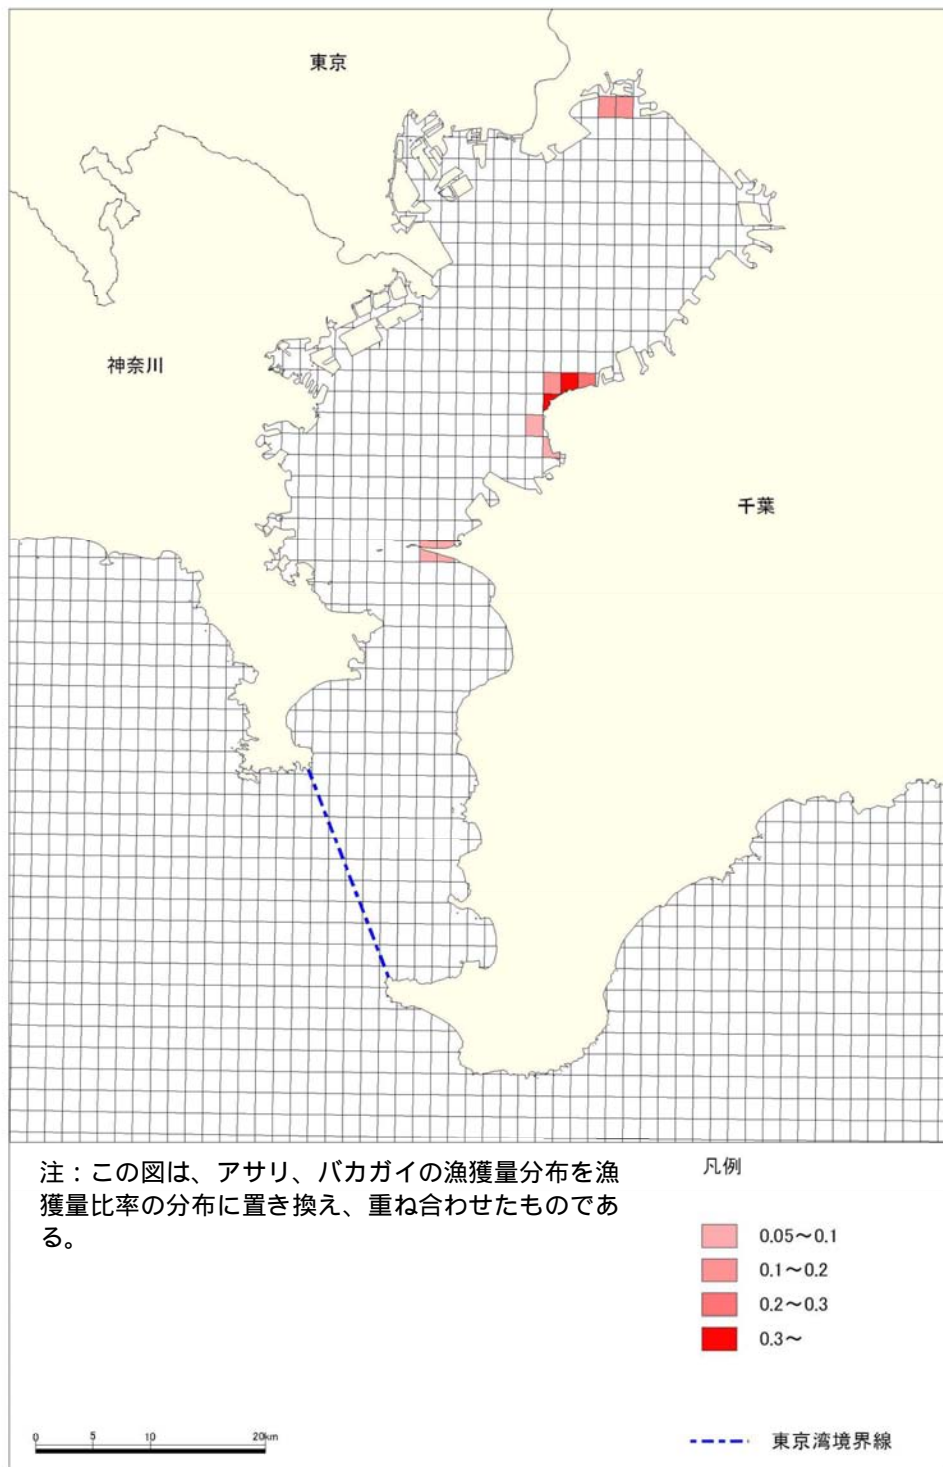 東京
神奈川
千葉
注：この図は、アサリ、バカガイの漁獲量分布を漁
獲量比率の分布に置き換え、重ね合わせたものであ
る。
凡例
0.05～0.1
0.1～0.2
0.2～0.3
0.3～
0 5 10 20km
東京湾境界線